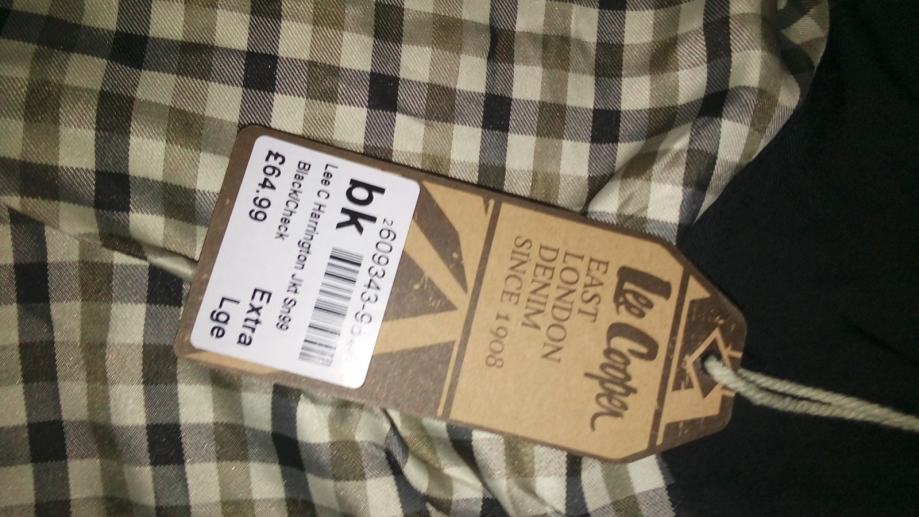 Lee Cooper
EAST
LONDON
DENIM
SINCE 1908
bk
Lee C Harrington JKt Sn99
Black/Check
£64.99
Extra
Lge